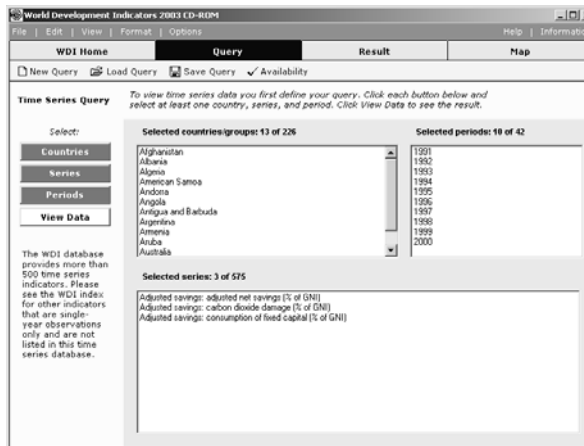 World Development Indicators 2003 CD-ROM
File | Edit | View | Format | Options Help | Informatio
WDI Home Query Result Map
New Query Load Query Save Query Availability
Time Series Query
To view time series data you first define your query. Click each button below and
select at least one country, series, and period. Click View Data to see the result.
Select:
Countries
Series
Periods
View Data
The WDI database
provides more than
500 time series
indicators. Please
see the WDI index
for other indicators
that are single-
year observations
only and are not
listed in this time
series database.
Selected countries/groups: 13 of 226
Afghanistan
Albania
Algeria
American Samoa
Andorra
Angola
Antigua and Barbuda
Argentina
Armenia
Aruba
Australia
Selected periods: 10 of 42
1991
1992
1993
1994
1995
1996
1997
1998
1999
2000
Selected series: 3 of 575
Adjusted savings: adjusted net savings (% of GNI)
Adjusted savings: carbon dioxide damage (% of GNI)
Adjusted savings: consumption of fixed capital (% of GNI)